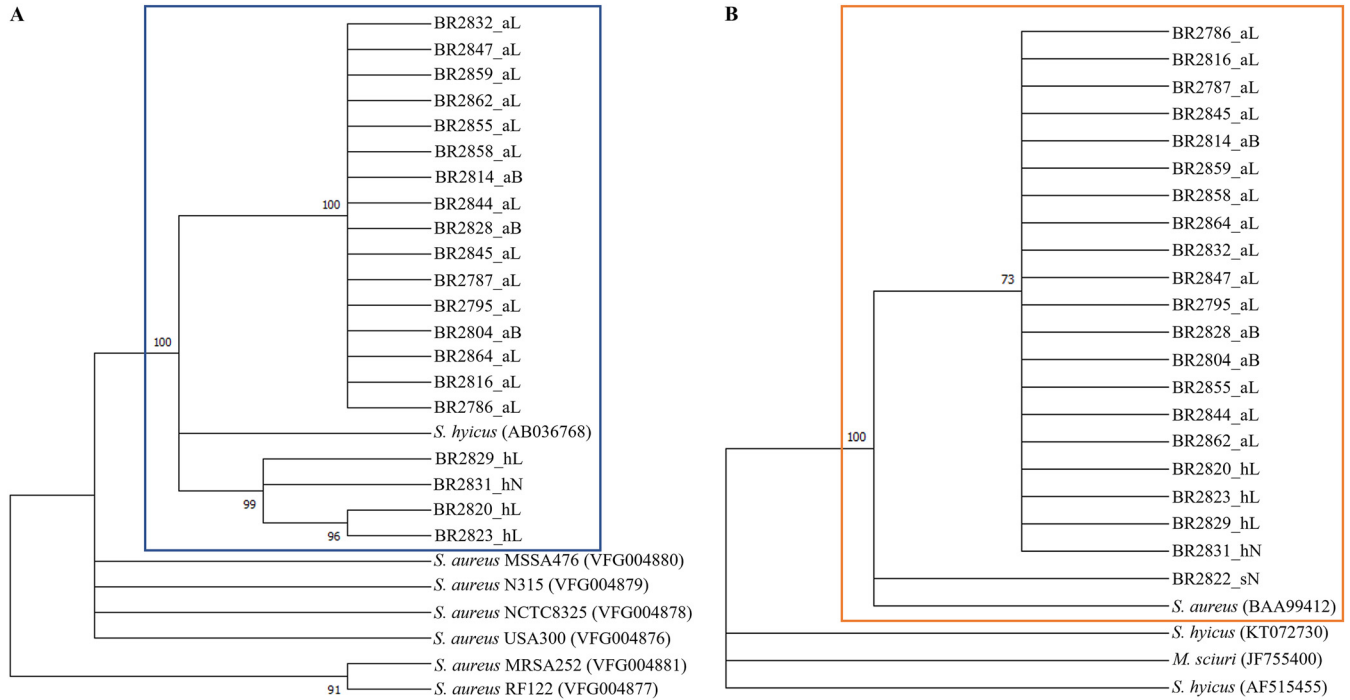 A
BR2832_aL
BR2847_aL
BR2859_aL
BR2862_aL
BR2855_aL
BR2858_aL
BR2814_aB
100
BR2844_aL
BR2828_aB
BR2845_aL
BR2787_aL
BR2795_aL
BR2804_aB
100
BR2864_aL
BR2816_aL
BR2786_aL
S. hyicus (AB036768)
BR2829_hL
BR2831_hN
99
BR2820_hL
96
BR2823_hL
S. aureus MSSA476 (VFG004880)
S. aureus N315 (VFG004879)
S. aureus NCTC8325 (VFG004878)
S. aureus USA300 (VFG004876)
S. aureus MRSA252 (VFG004881)
91
S. aureus RF122 (VFG004877)
B
BR2786_aL
BR2816_aL
BR2787_aL
BR2845_aL
BR2814_aB
BR2859_aL
BR2858_aL
BR2864_aL
BR2832_aL
73
BR2847_aL
BR2795_aL
BR2828_aB
BR2804_aB
BR2855_aL
BR2844_aL
100
BR2862_aL
BR2820_hL
BR2823_hL
BR2829_hL
BR2831_hN
BR2822_sN
S. aureus (BAA99412)
S. hyicus (KT072730)
M. sciuri (JF755400)
S. hyicus (AF515455)